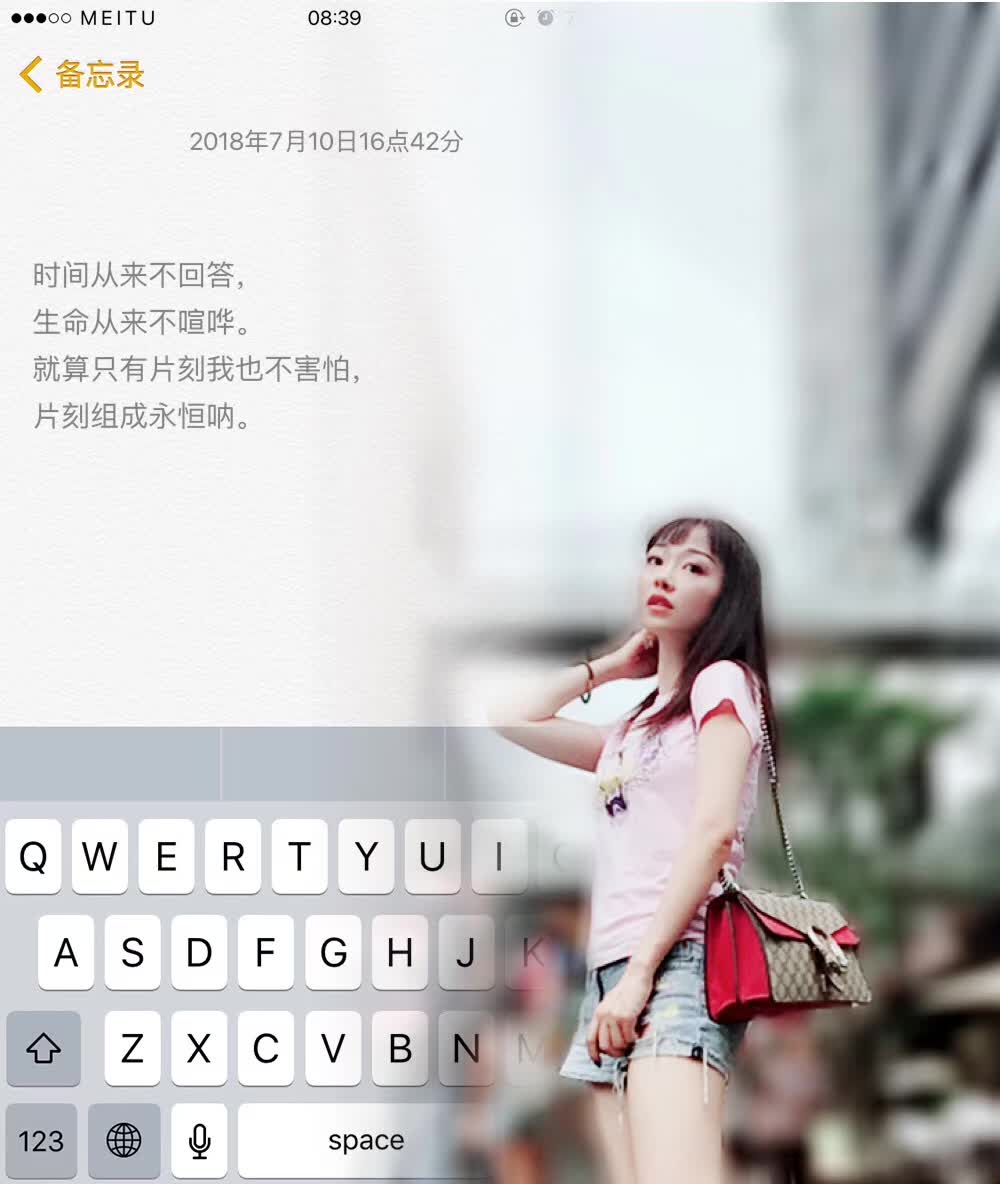 MEITU 08:39
备忘录
2018年7月10日16点42分
时间从来不回答，
生命从来不喧哗。
就算只有片刻我也不害怕，
片刻组成永恒呐。
Q W E R T Y U I
A S D F G H J K
Z X C V B N M
123 space